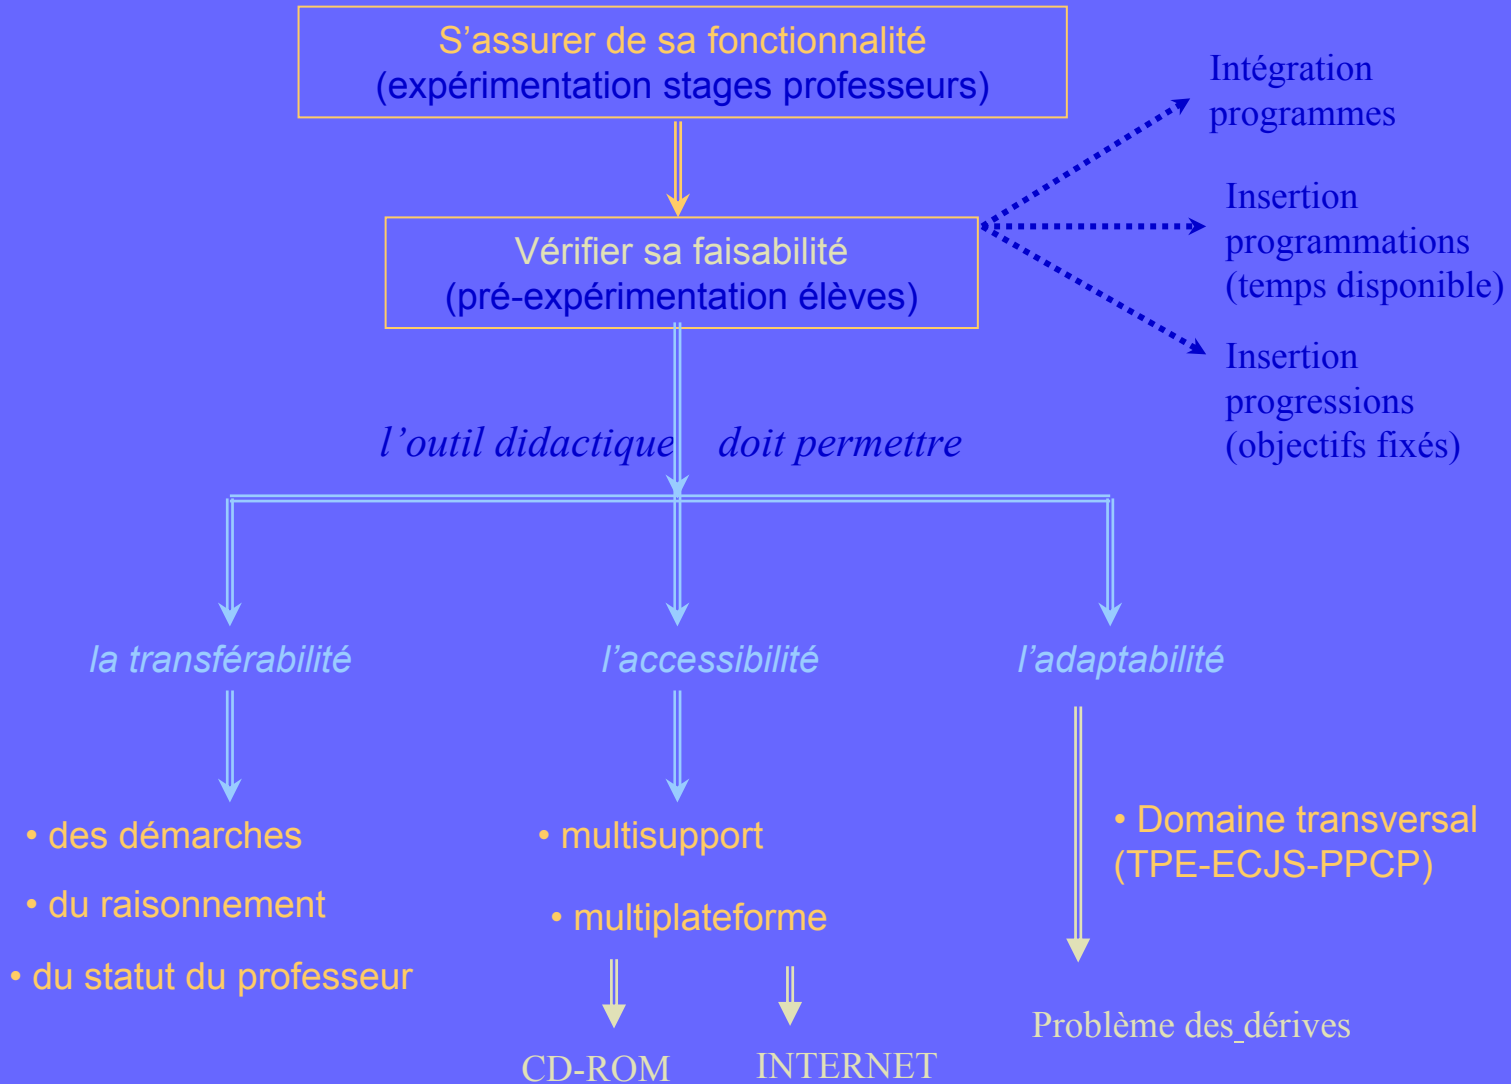 S’assurer de sa fonctionnalité
(expérimentation stages professeurs)
Intégration
programmes
Vérifier sa faisabilité
(pré-expérimentation élèves)
Insertion
programmations
(temps disponible)
Insertion
progressions
(objectifs fixés)
l’outil didactique doit permettre
la transférabilité
l’accessibilité
l’adaptabilité
• des démarches
• du raisonnement
• du statut du professeur
• multisupport
• multiplateforme
CD-ROM
INTERNET
• Domaine transversal
(TPE-ECJS-PPCP)
Problème des dérives